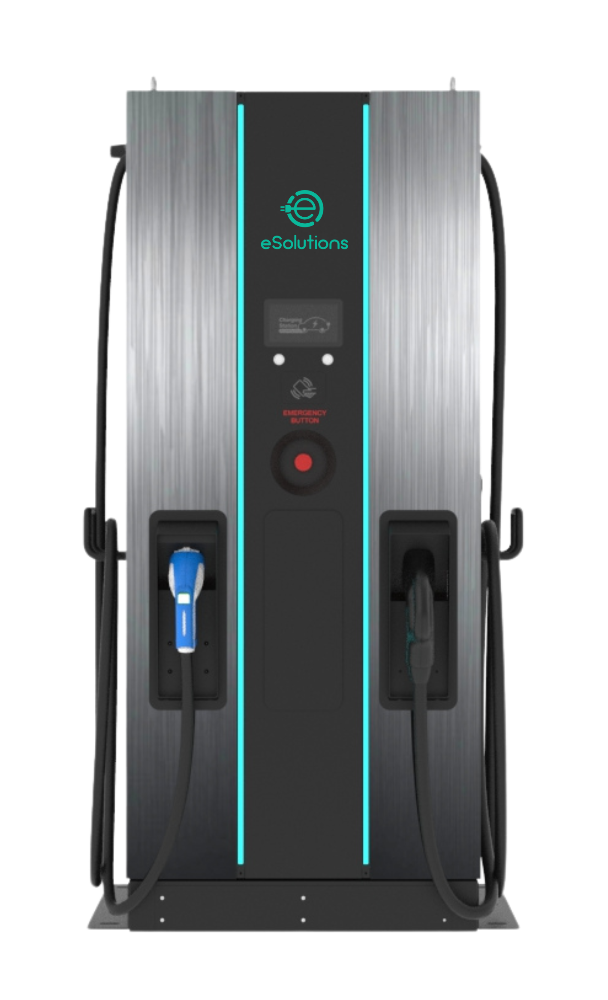 eSolutions
Charging
Station
EMERGENCY
BUTTON